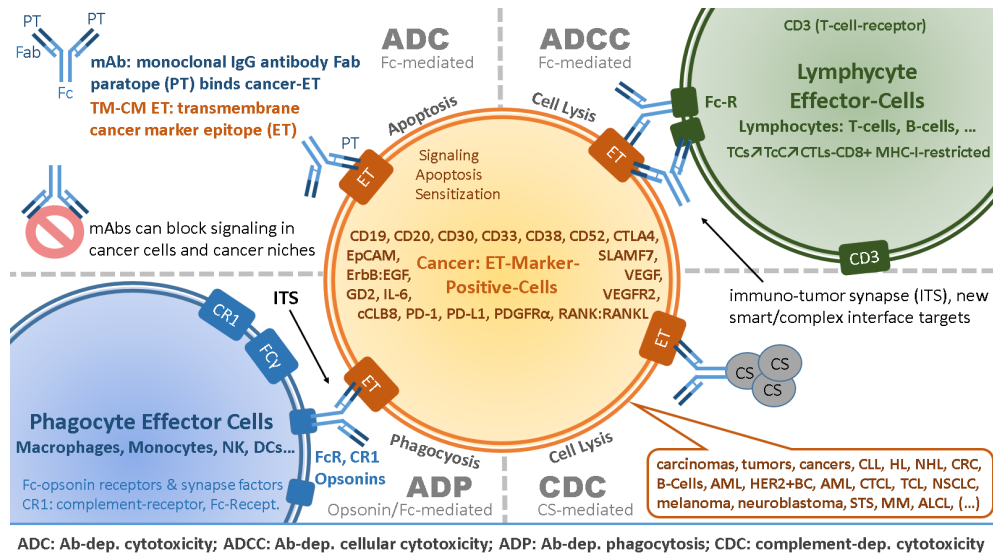 PT
PT
Fab
Fc
mAb: monoclonal IgG antibody Fab
paratope (PT) binds cancer-ET
TM-CM ET: transmembrane
cancer marker epitope (ET)
mAbs can block signaling in
cancer cells and cancer niches
ADC
Fc-mediated
ADCC
Fc-mediated
Apoptosis
Cell Lysis
PT
ET
Signaling
Apoptosis
Sensitization
ET
CD3 (T-cell-receptor)
Lymphycyte
Effector-Cells
Fc-R
Lymphocytes: T-cells, B-cells, ...
TCs↗TcC↗CTLs-CD8+ MHC-I-restricted
CD3
immuno-tumor synapse (ITS), new
smart/complex interface targets
CD19, CD20, CD30, CD33, CD38, CD52, CTLA4,
EpCAM, SLAMF7,
ErbB:EGF, Cancer: ET-Marker- VEGF,
GD2, IL-6, Positive-Cells VEGFR2,
cCLB8, PD-1, PD-L1, PDGFRα, RANK:RANKL
ITS
CR1
FCγ
ET
ET
CS
CS
CS
Phagocyte Effector Cells
Macrophages, Monocytes, NK, DCs...
FcR, CR1
Opsonins
Fc-opsonin receptors & synapse factors
CR1: complement-receptor, Fc-Recept.
Phagocyosis
Cell Lysis
ADP
Opsonin/Fc-mediated
CDC
CS-mediated
carcinomas, tumors, cancers, CLL, HL, NHL, CRC,
B-Cells, AML, HER2+BC, AML, CTCL, TCL, NSCLC,
melanoma, neuroblastoma, STS, MM, ALCL, (...)
ADC: Ab-dep. cytotoxicity; ADCC: Ab-dep. cellular cytotoxicity; ADP: Ab-dep. phagocytosis; CDC: complement-dep. cytotoxicity